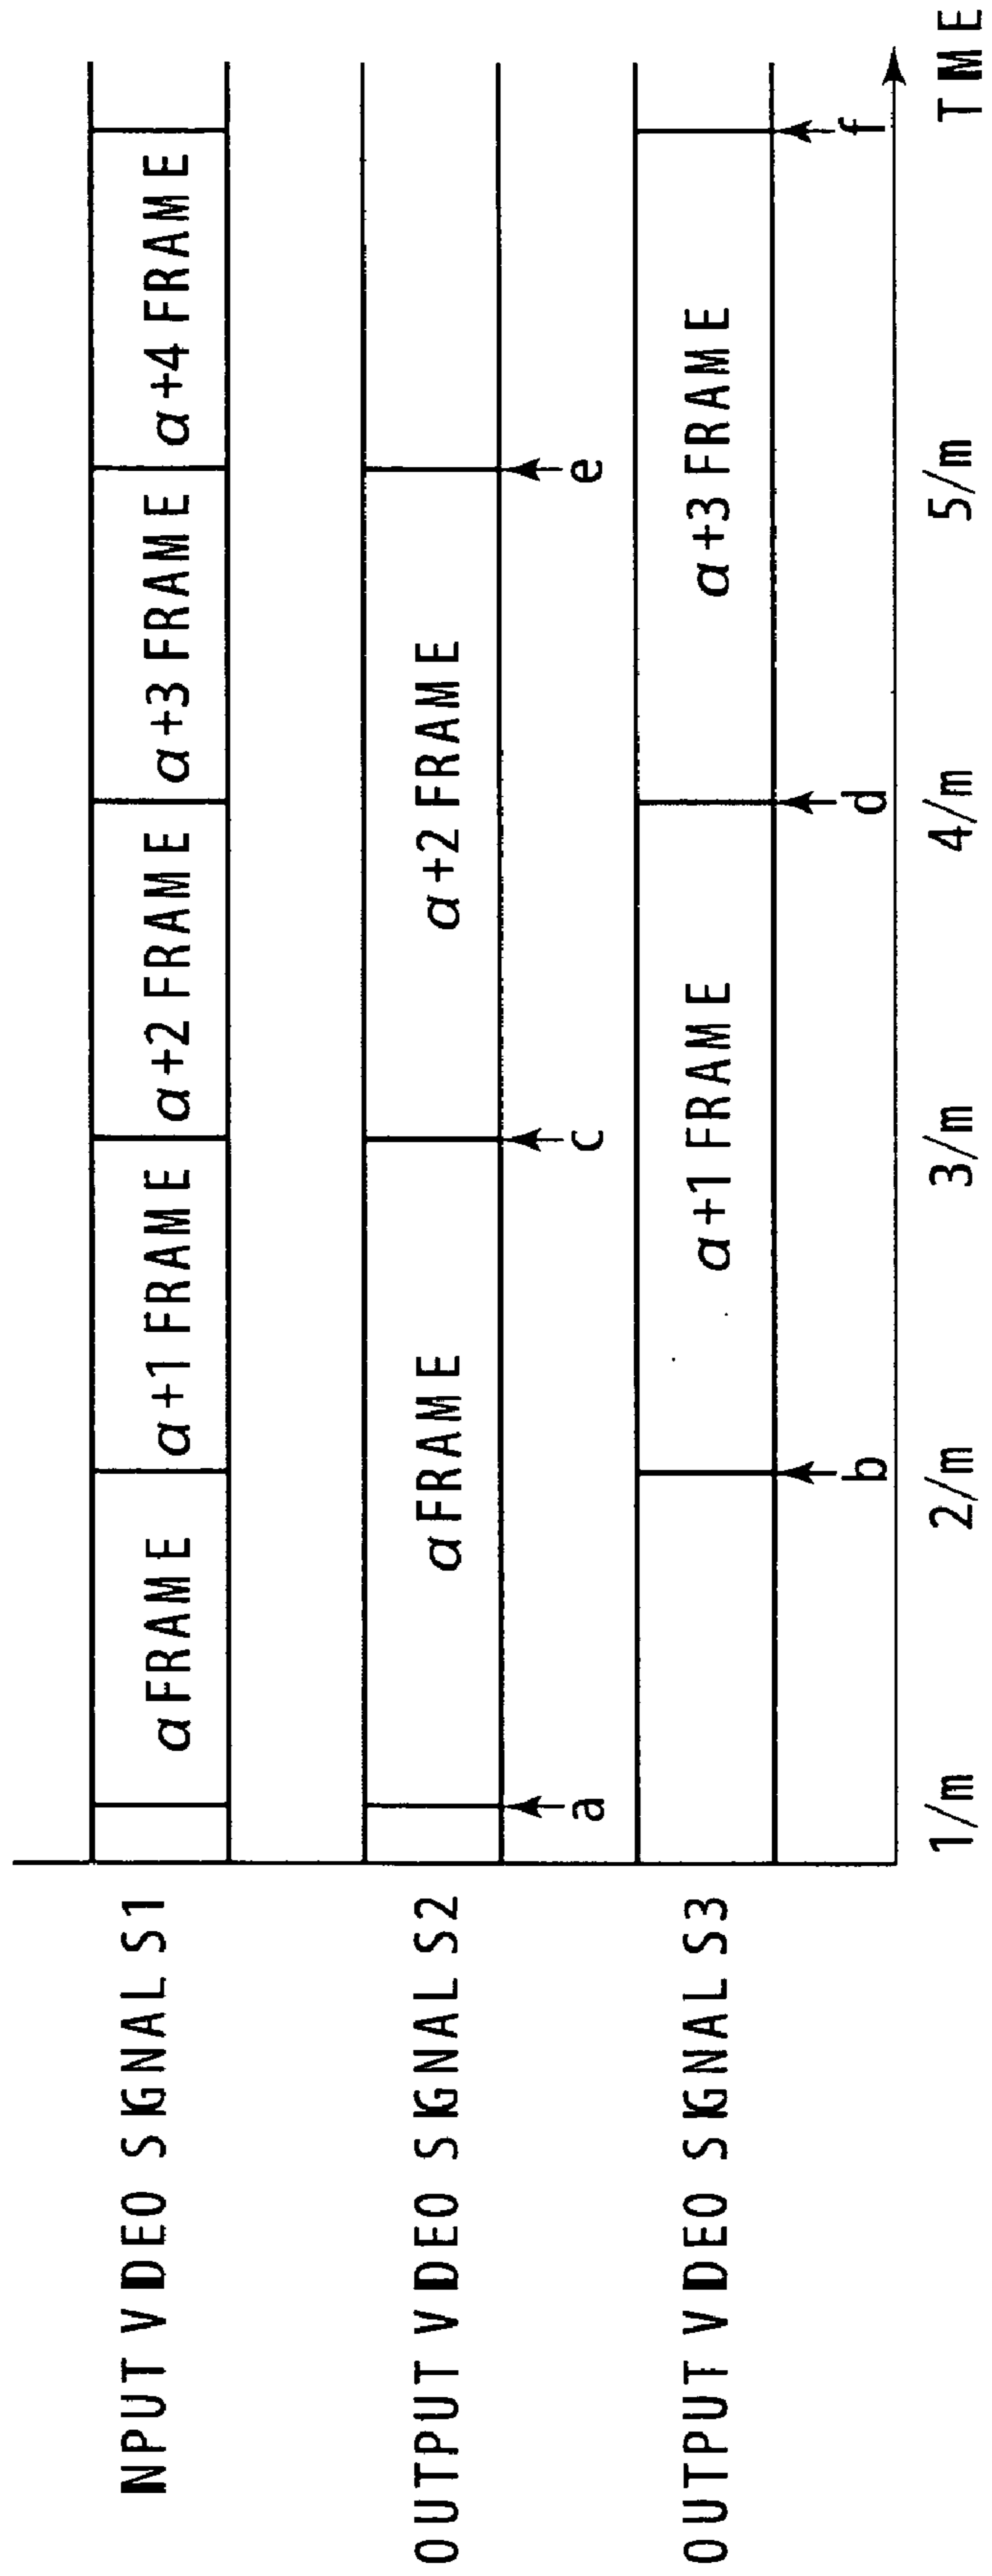 INPUT VIDEO SIGNAL S1
α FRAME
α+1 FRAME
α+2 FRAME
α+3 FRAME
α+4 FRAME
OUTPUT VIDEO SIGNAL S2
α FRAME
α+2 FRAME
a
c
e
OUTPUT VIDEO SIGNAL S3
α+1 FRAME
α+3 FRAME
b
d
f
1/m
2/m
3/m
4/m
5/m
TIME